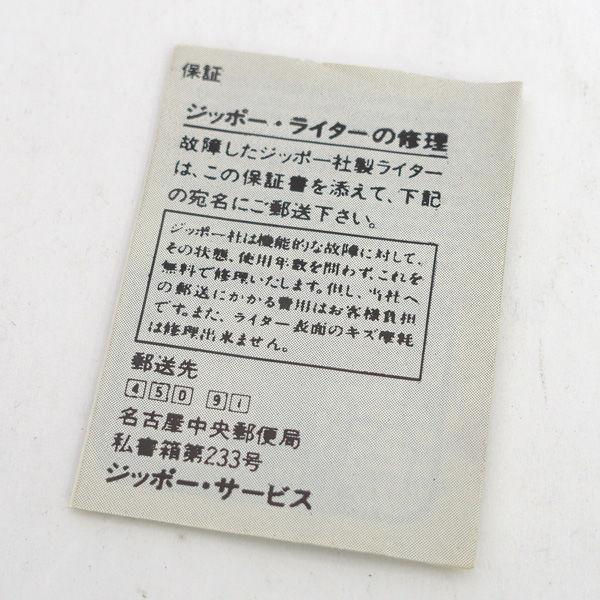 保証
ジッポー・ライターの修理
故障したジッポー社製ライター
は、この保証書を添えて、下記
の宛名にご郵送下さい。
ジッポー社は機能的な故障に対して、
その状態、使用年数を問わず、これを
無料で修理いたします。但し、当社へ
の郵送にかかる費用はお客様負担
です。また、ライター表面のキズ摩耗
は修理出来ません。
郵送先
450 91
名古屋中央郵便局
私書箱第233号
ジッポー・サービス